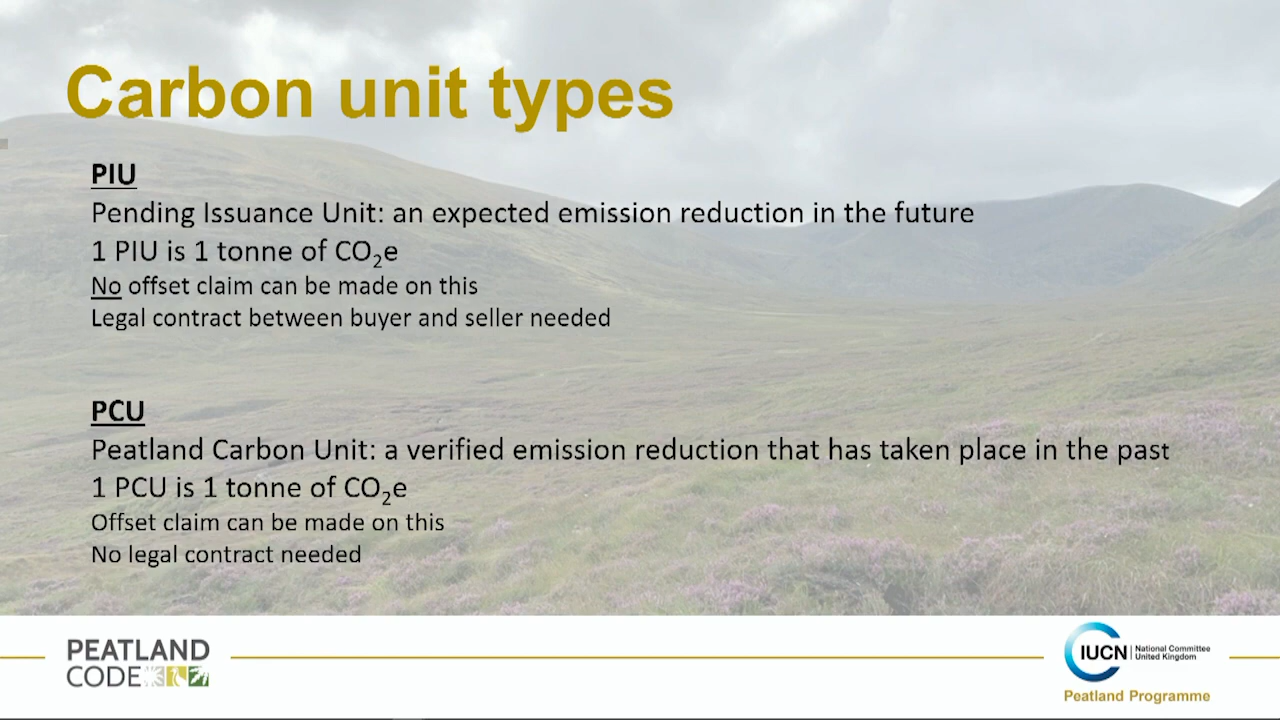 Carbon unit types
PIU
Pending Issuance Unit: an expected emission reduction in the future
1 PIU is 1 tonne of CO₂e
No offset claim can be made on this
Legal contract between buyer and seller needed
PCU
Peatland Carbon Unit: a verified emission reduction that has taken place in the past
1 PCU is 1 tonne of CO₂e
Offset claim can be made on this
No legal contract needed
PEATLAND
CODE
IUCN
National Committee
United Kingdom
Peatland Programme